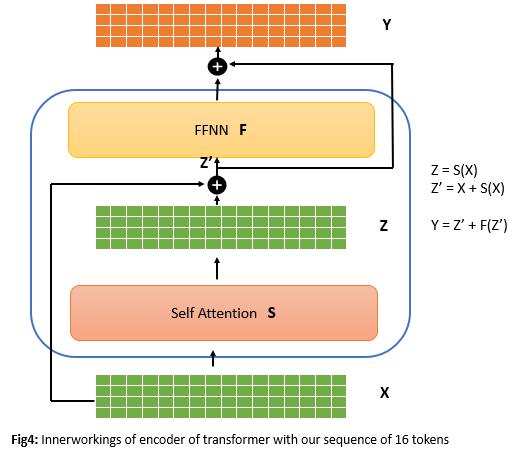 Y
+
FFNN F
Z'
+
Z = S(X)
Z' = X + S(X)
Z
Y = Z' + F(Z')
Self Attention S
X
Fig4: Innerworkings of encoder of transformer with our sequence of 16 tokens